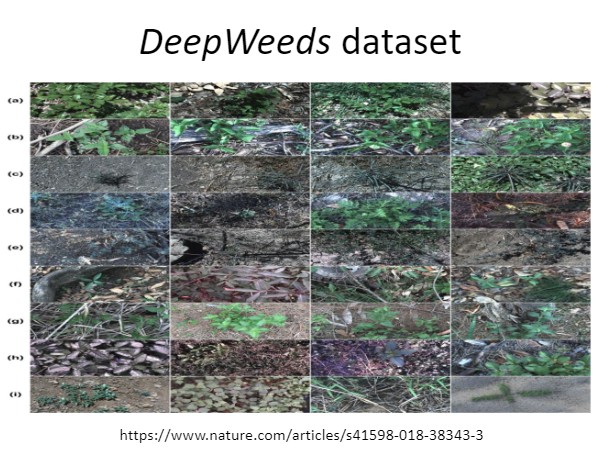 DeepWeeds dataset
(a)
(b)
(c)
(d)
(e)
(f)
(g)
(h)
(i)
https://www.nature.com/articles/s41598-018-38343-3